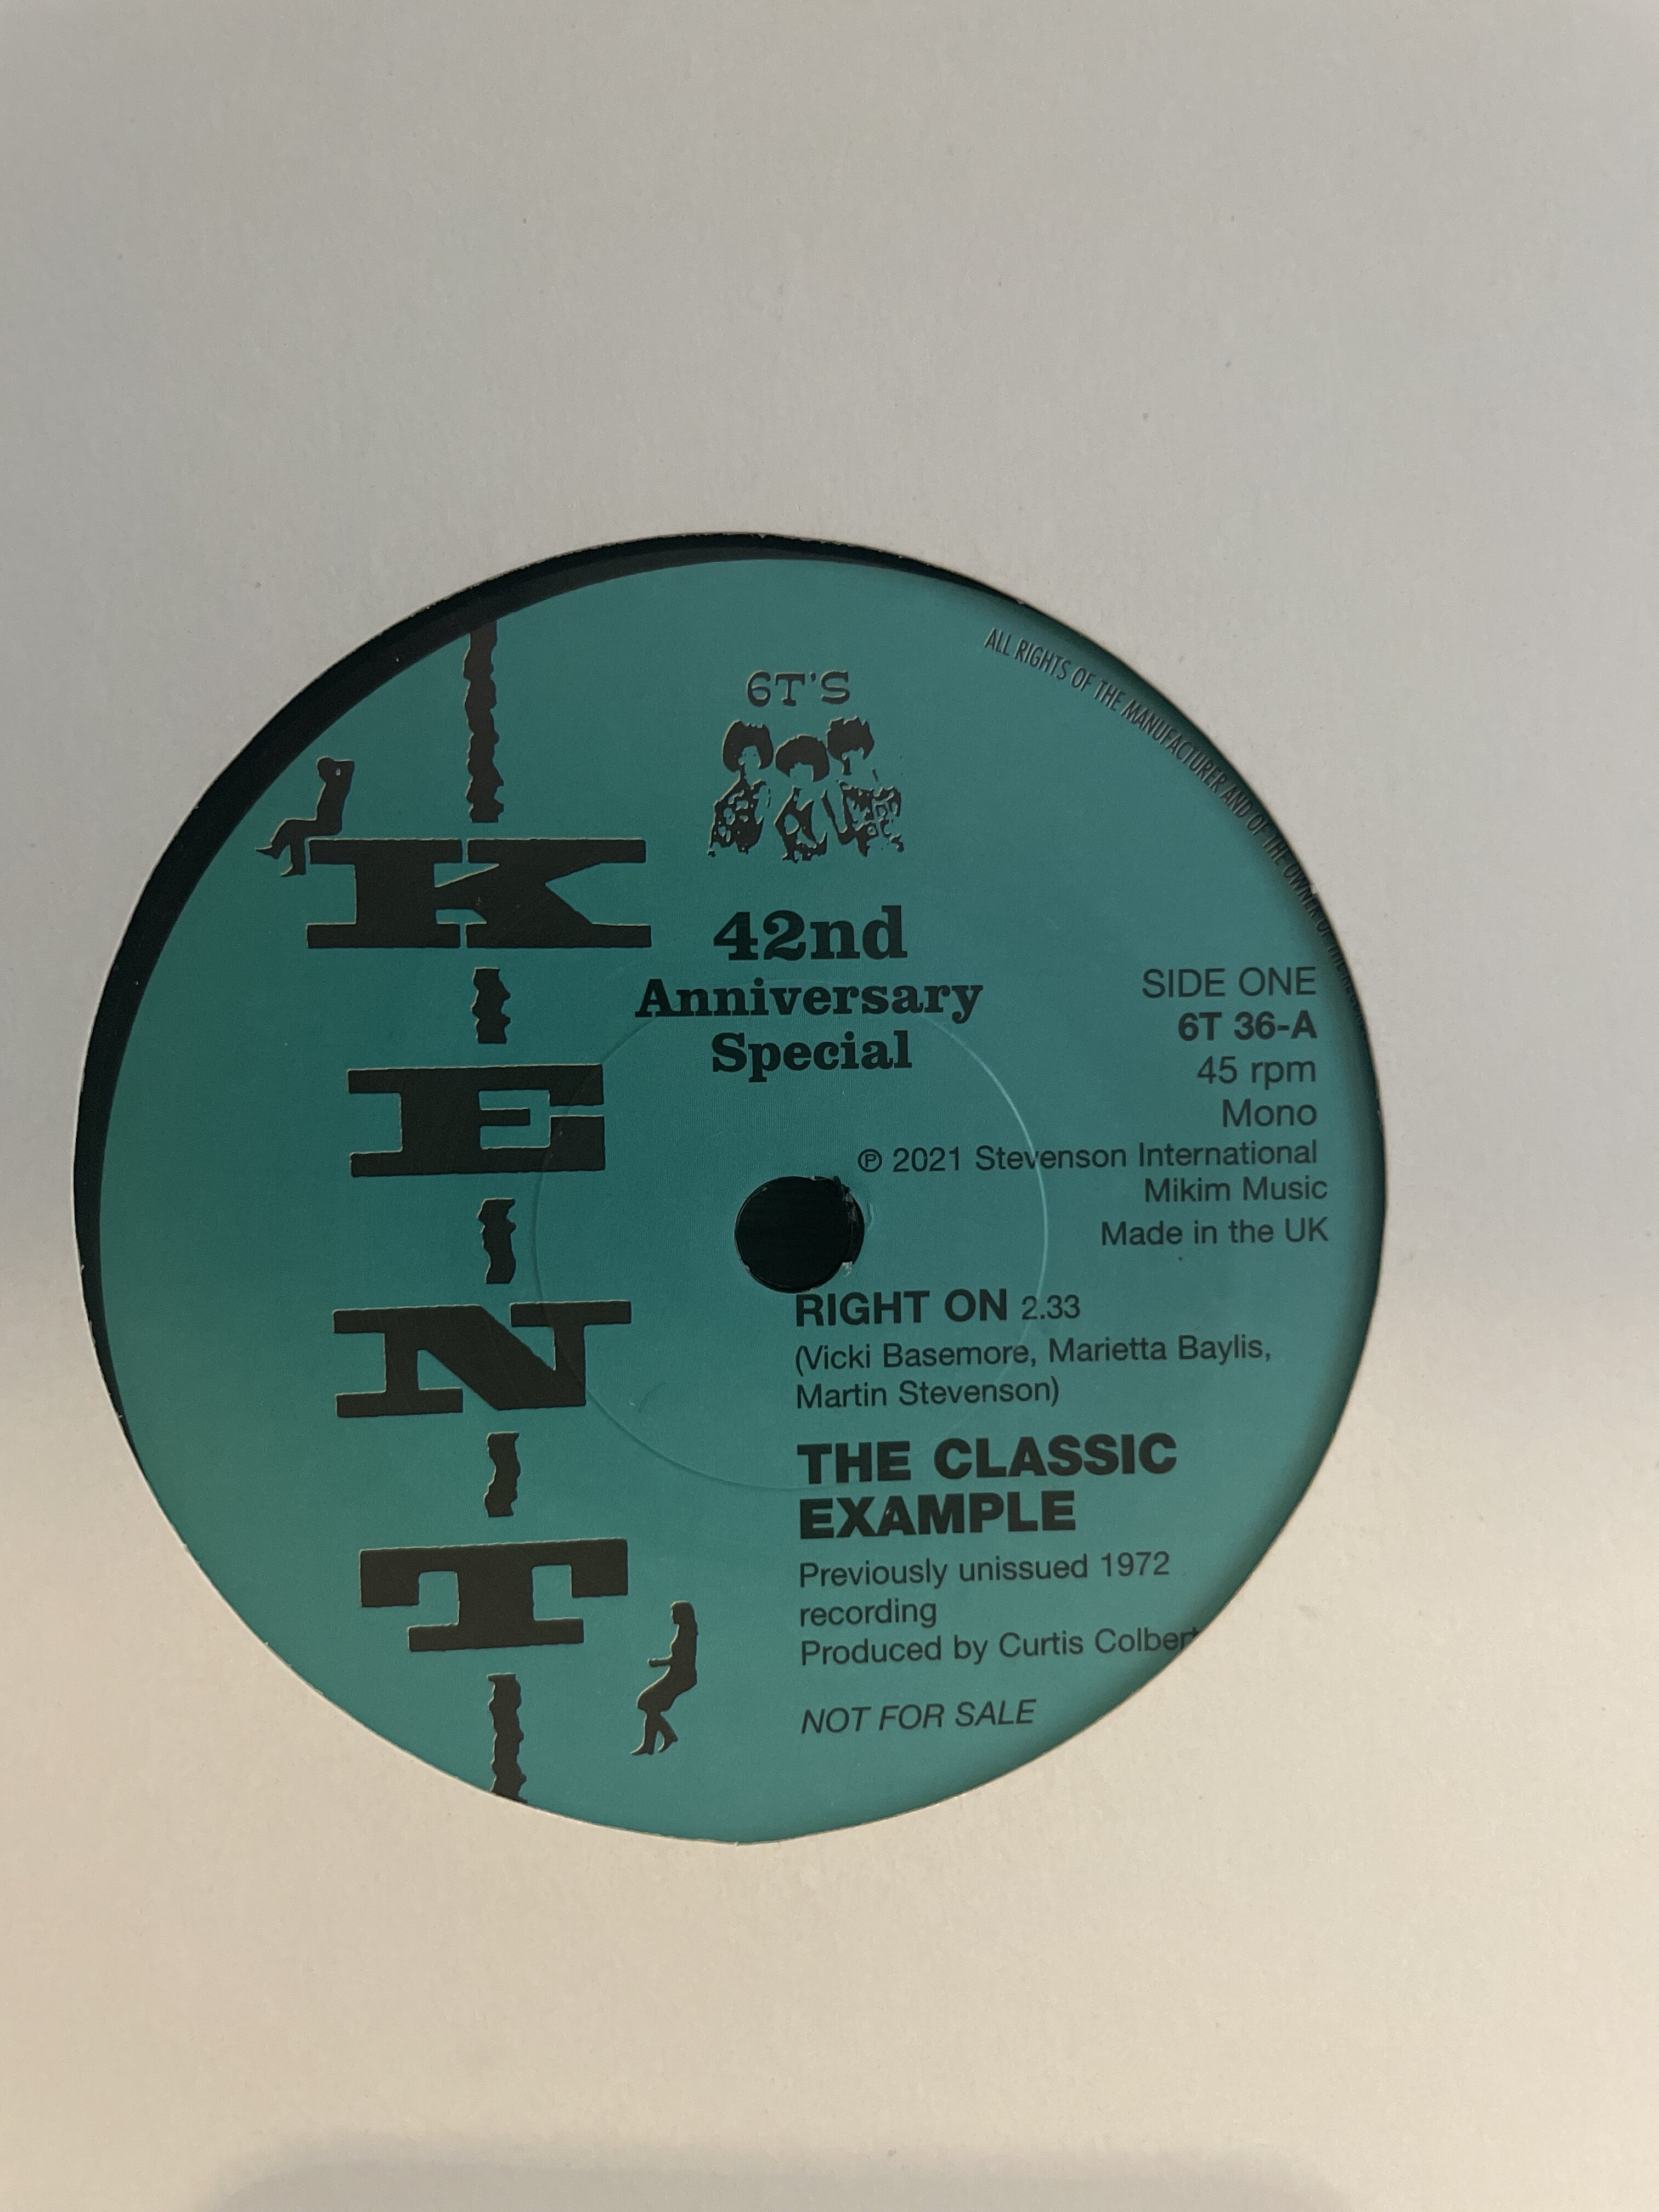 6T'S
KENT
42nd
Anniversary
Special
ALL RIGHTS OF THE MANUFACTURER AND OF THE OWNER OF THE
SIDE ONE
6T 36-A
45 rpm
Mono
℗ 2021 Stevenson International
Mikim Music
Made in the UK
RIGHT ON 2.33
(Vicki Basemore, Marietta Baylis,
Martin Stevenson)
THE CLASSIC
EXAMPLE
Previously unissued 1972
recording
Produced by Curtis Colbert
NOT FOR SALE